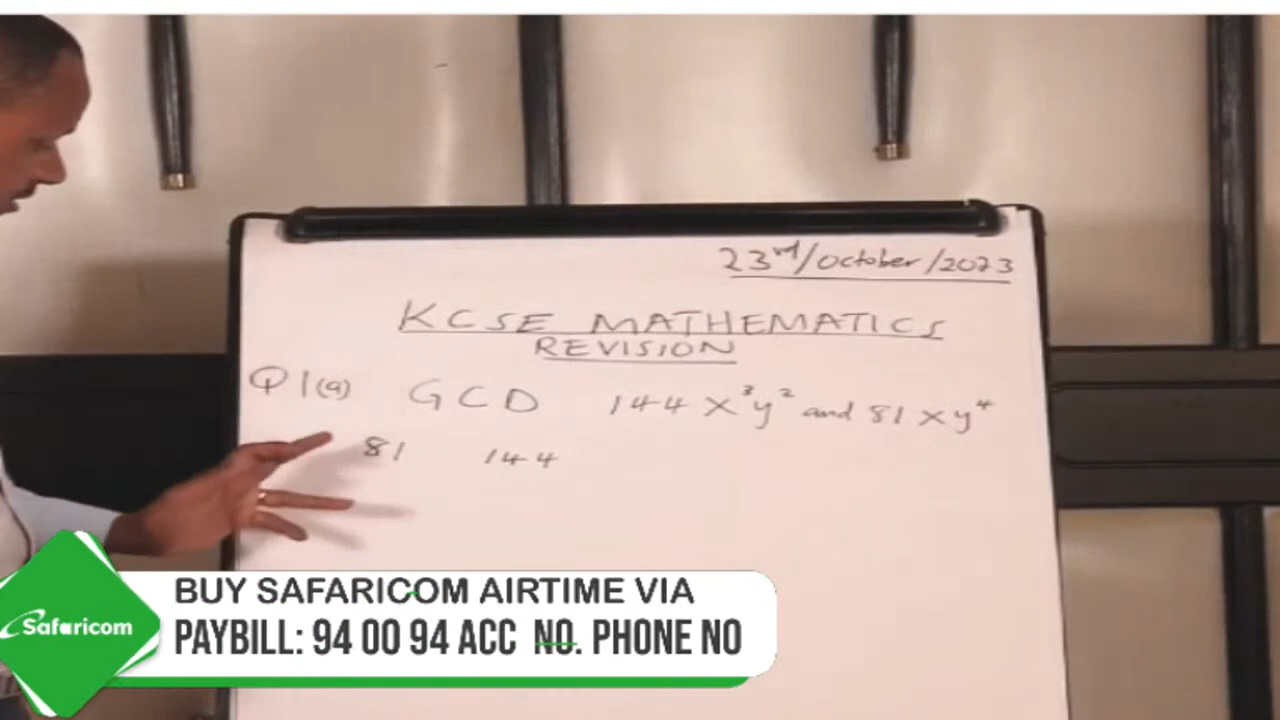 23rd/October/2023
KCSE MATHEMATICS
REVISION
Q1(a) GCD 144x³y² and 81xy⁴
81 144
BUY SAFARICOM AIRTIME VIA
PAYBILL: 94 00 94 ACC NO. PHONE NO
Safaricom